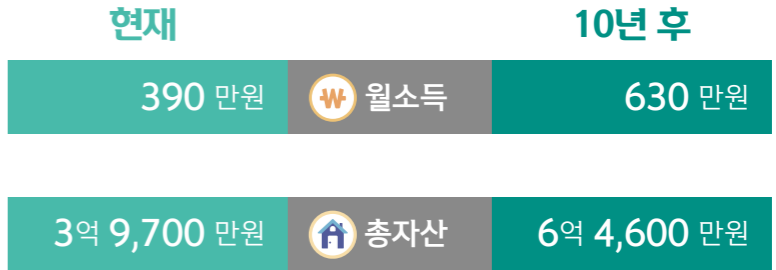 현재 10년 후
390 만원 ₩ 월소득 630 만원
3억 9,700 만원 총자산 6억 4,600 만원